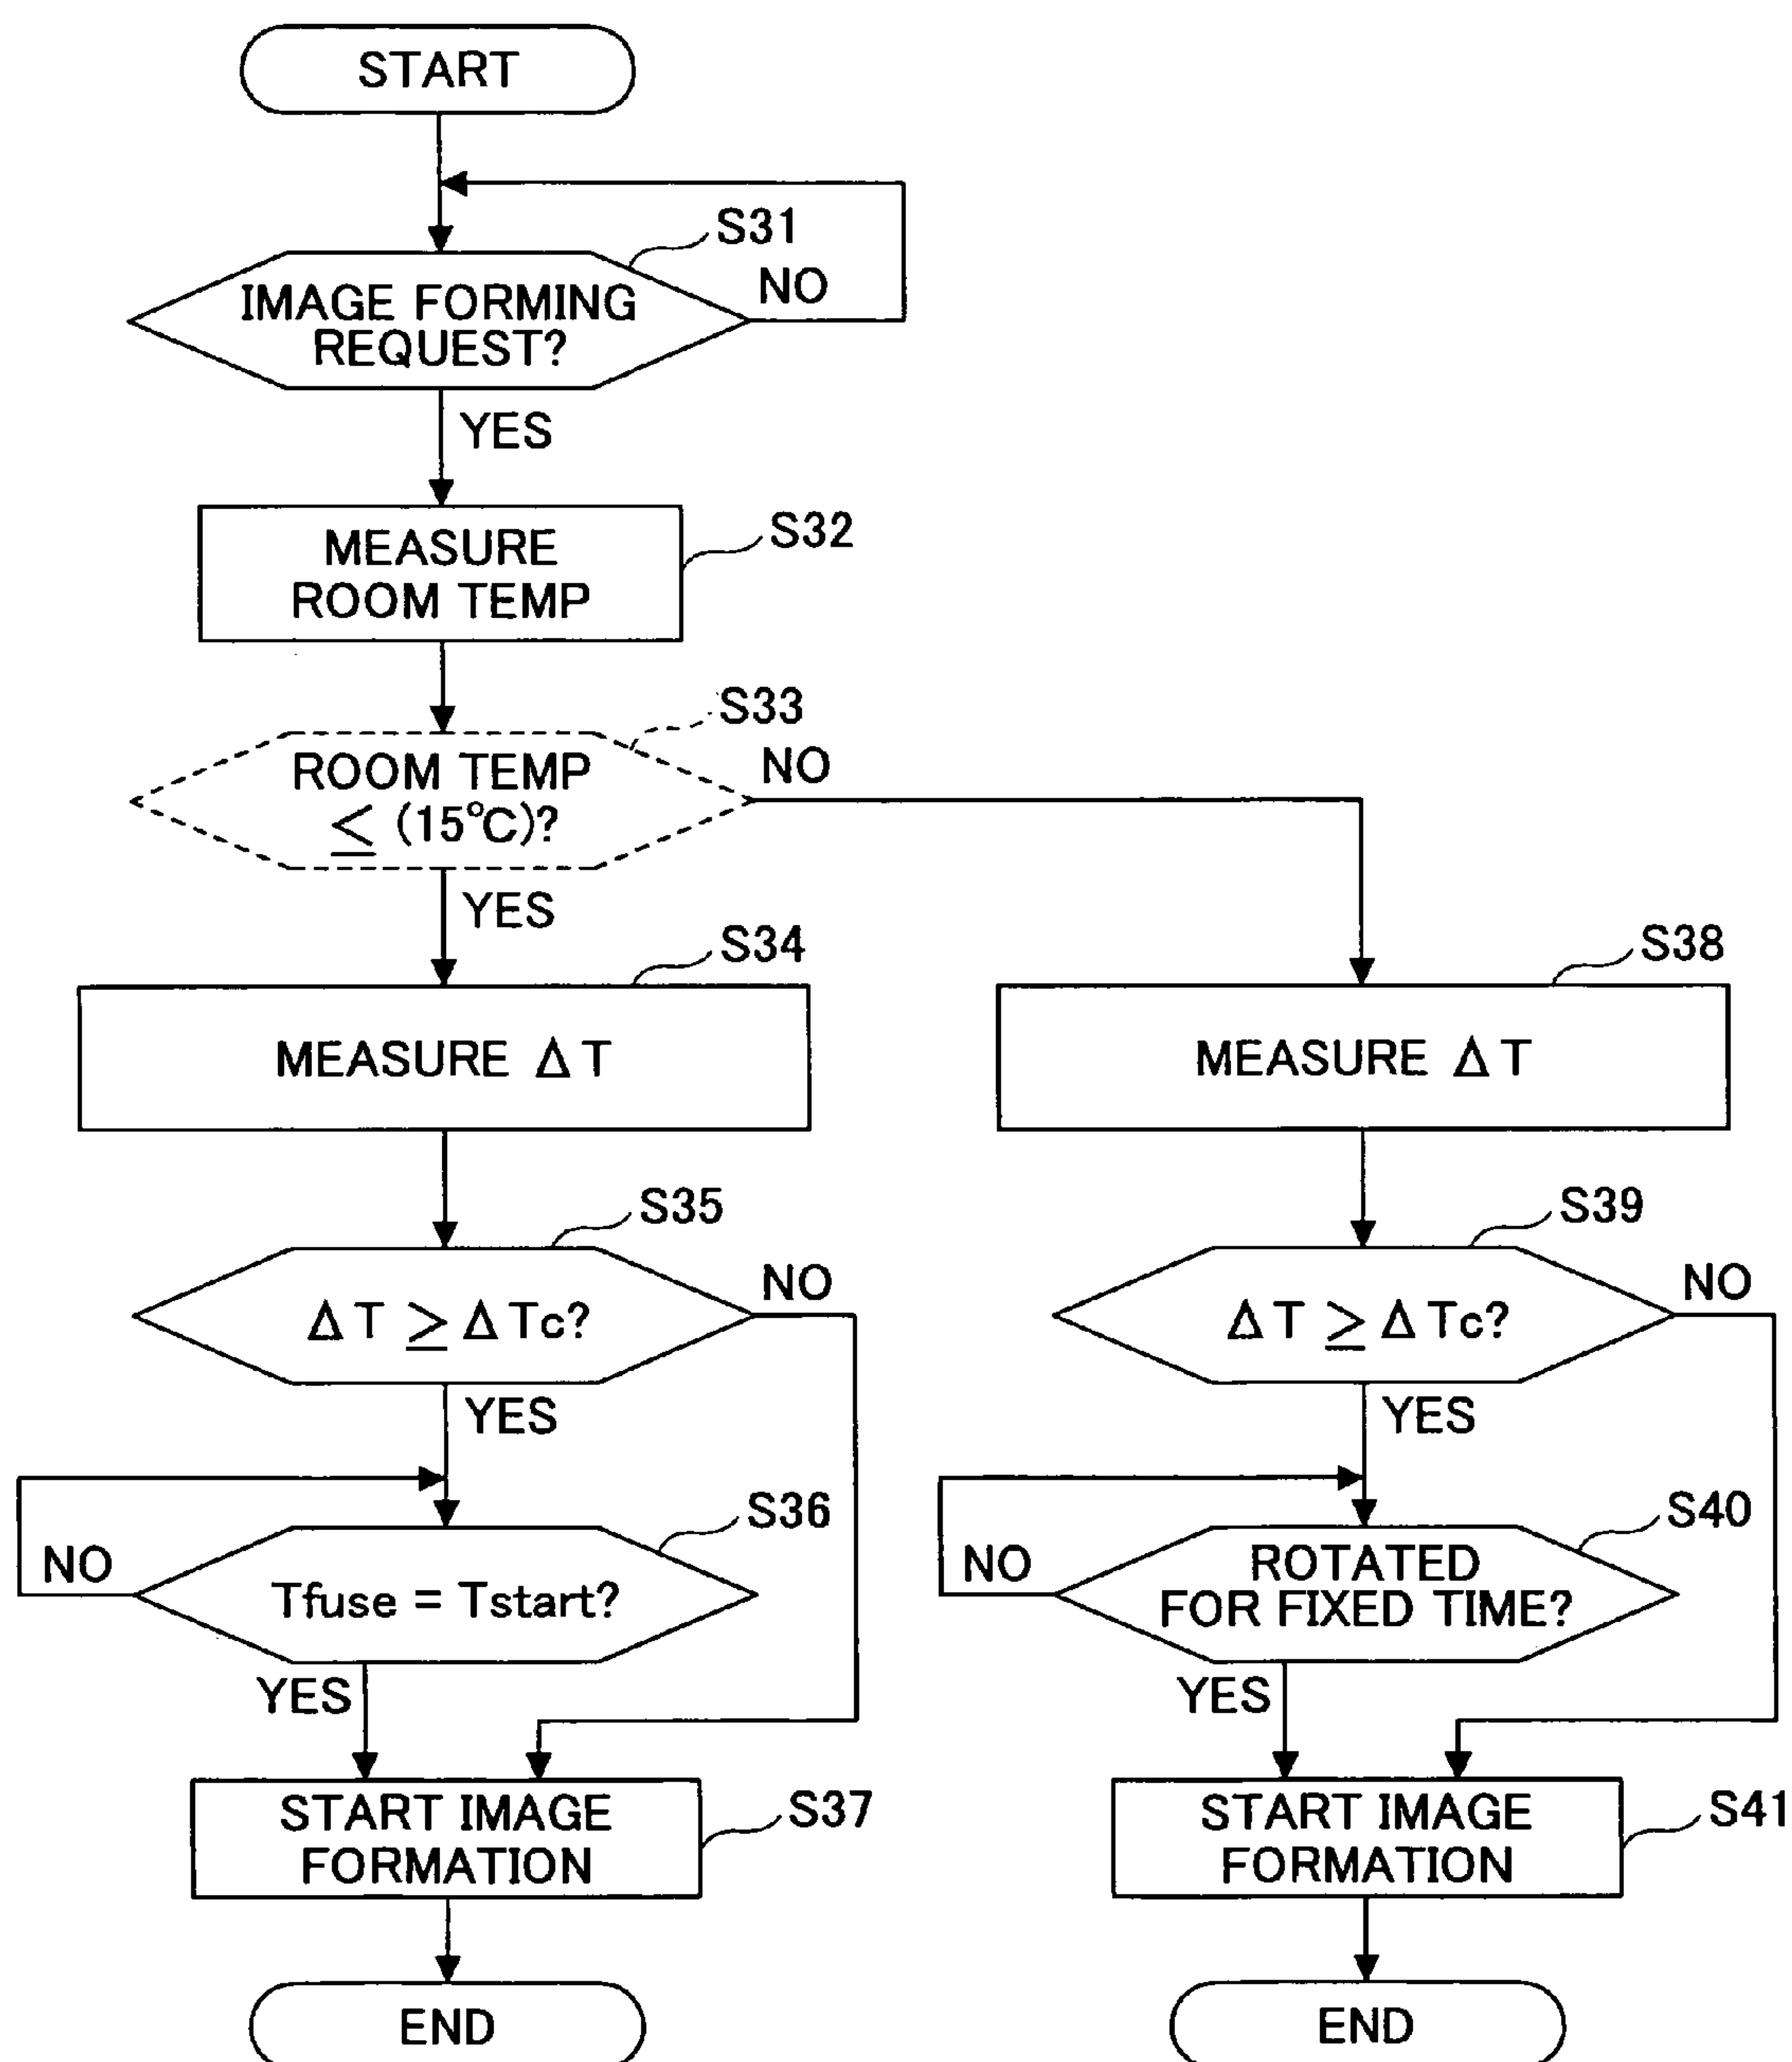 START
S31
IMAGE FORMING
REQUEST?
NO
YES
MEASURE
ROOM TEMP
S32
S33
ROOM TEMP
≤ (15°C)?
NO
YES
S34
MEASURE ΔT
S35
ΔT ≥ ΔTc?
NO
YES
S36
Tfuse = Tstart?
NO
YES
START IMAGE
FORMATION
S37
END
S38
MEASURE ΔT
S39
ΔT ≥ ΔTc?
NO
YES
S40
ROTATED
FOR FIXED TIME?
NO
YES
START IMAGE
FORMATION
S41
END